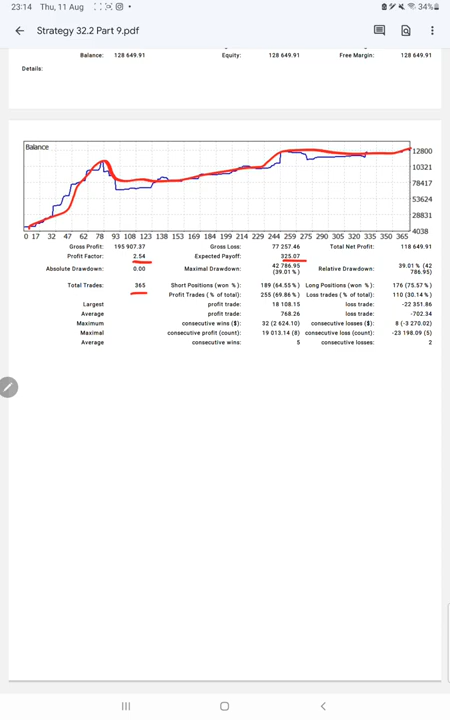 23:14 Thu, 11 Aug 34%
Strategy 32.2 Part 9.pdf
Balance: 128 649.91 Equity: 128 649.91 Free Margin: 128 649.91
Details:
Balance
12800
10321
78417
53624
28831
4038
0 17 32 47 62 78 93 108 123 138 153 169 184 199 214 229 244 259 275 290 305 320 335 350 365
Gross Profit: 195 907.37 Gross Loss: 77 257.46 Total Net Profit: 118 649.91
Profit Factor: 2.54 Expected Payoff: 325.07
Absolute Drawdown: 0.00 Maximal Drawdown: 42 786.95 (39.01%) Relative Drawdown: 39.01% (42 786.95)
Total Trades: 365 Short Positions (won %): 189 (64.55%) Long Positions (won %): 176 (75.57%)
Profit Trades (% of total): 255 (69.86%) Loss trades (% of total): 110 (30.14%)
Largest profit trade: 18 108.15 loss trade: -22 351.86
Average profit trade: 768.26 loss trade: -702.34
Maximum consecutive wins ($): 32 (2 624.10) consecutive losses ($): 8 (-3 270.02)
Maximal consecutive profit (count): 19 013.14 (8) consecutive loss (count): -23 198.09 (5)
Average consecutive wins: 5 consecutive losses: 2